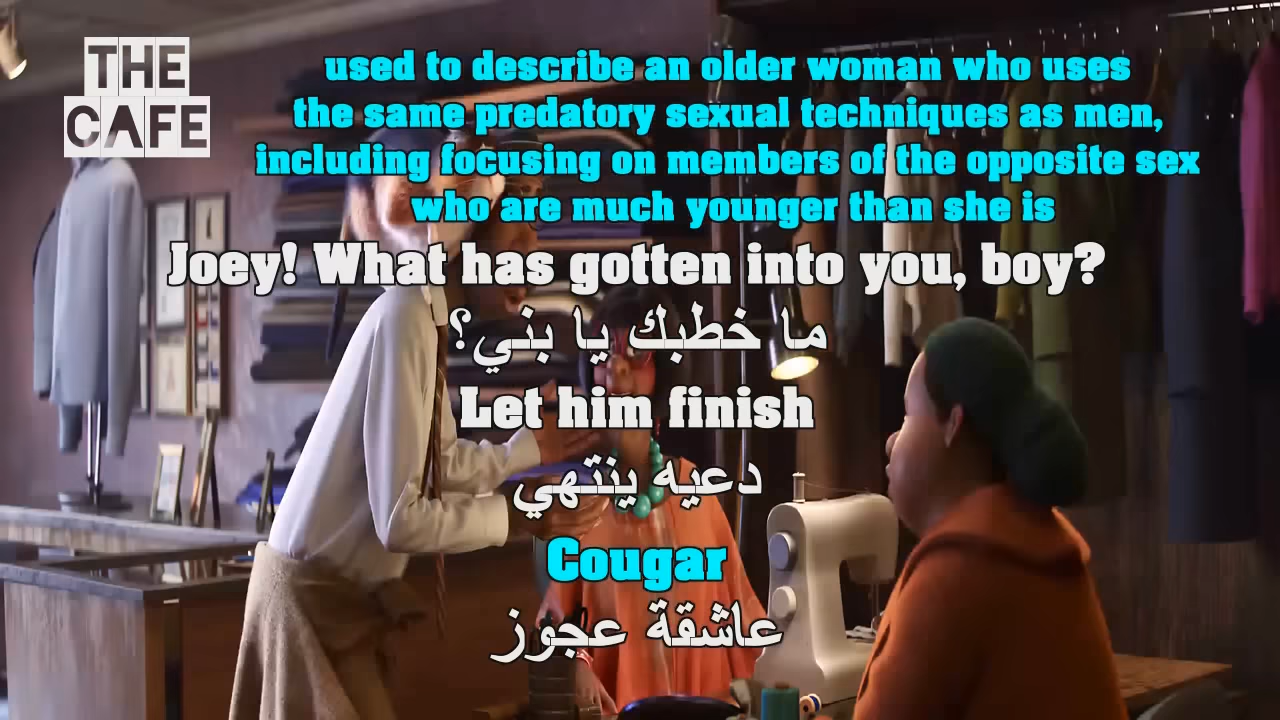 THE
CAFE
used to describe an older woman who uses
the same predatory sexual techniques as men,
including focusing on members of the opposite sex
who are much younger than she is
Joey! What has gotten into you, boy?
ما خطبك يا بني؟
Let him finish
دعيه ينتهي
Cougar
عاشقة عجوز